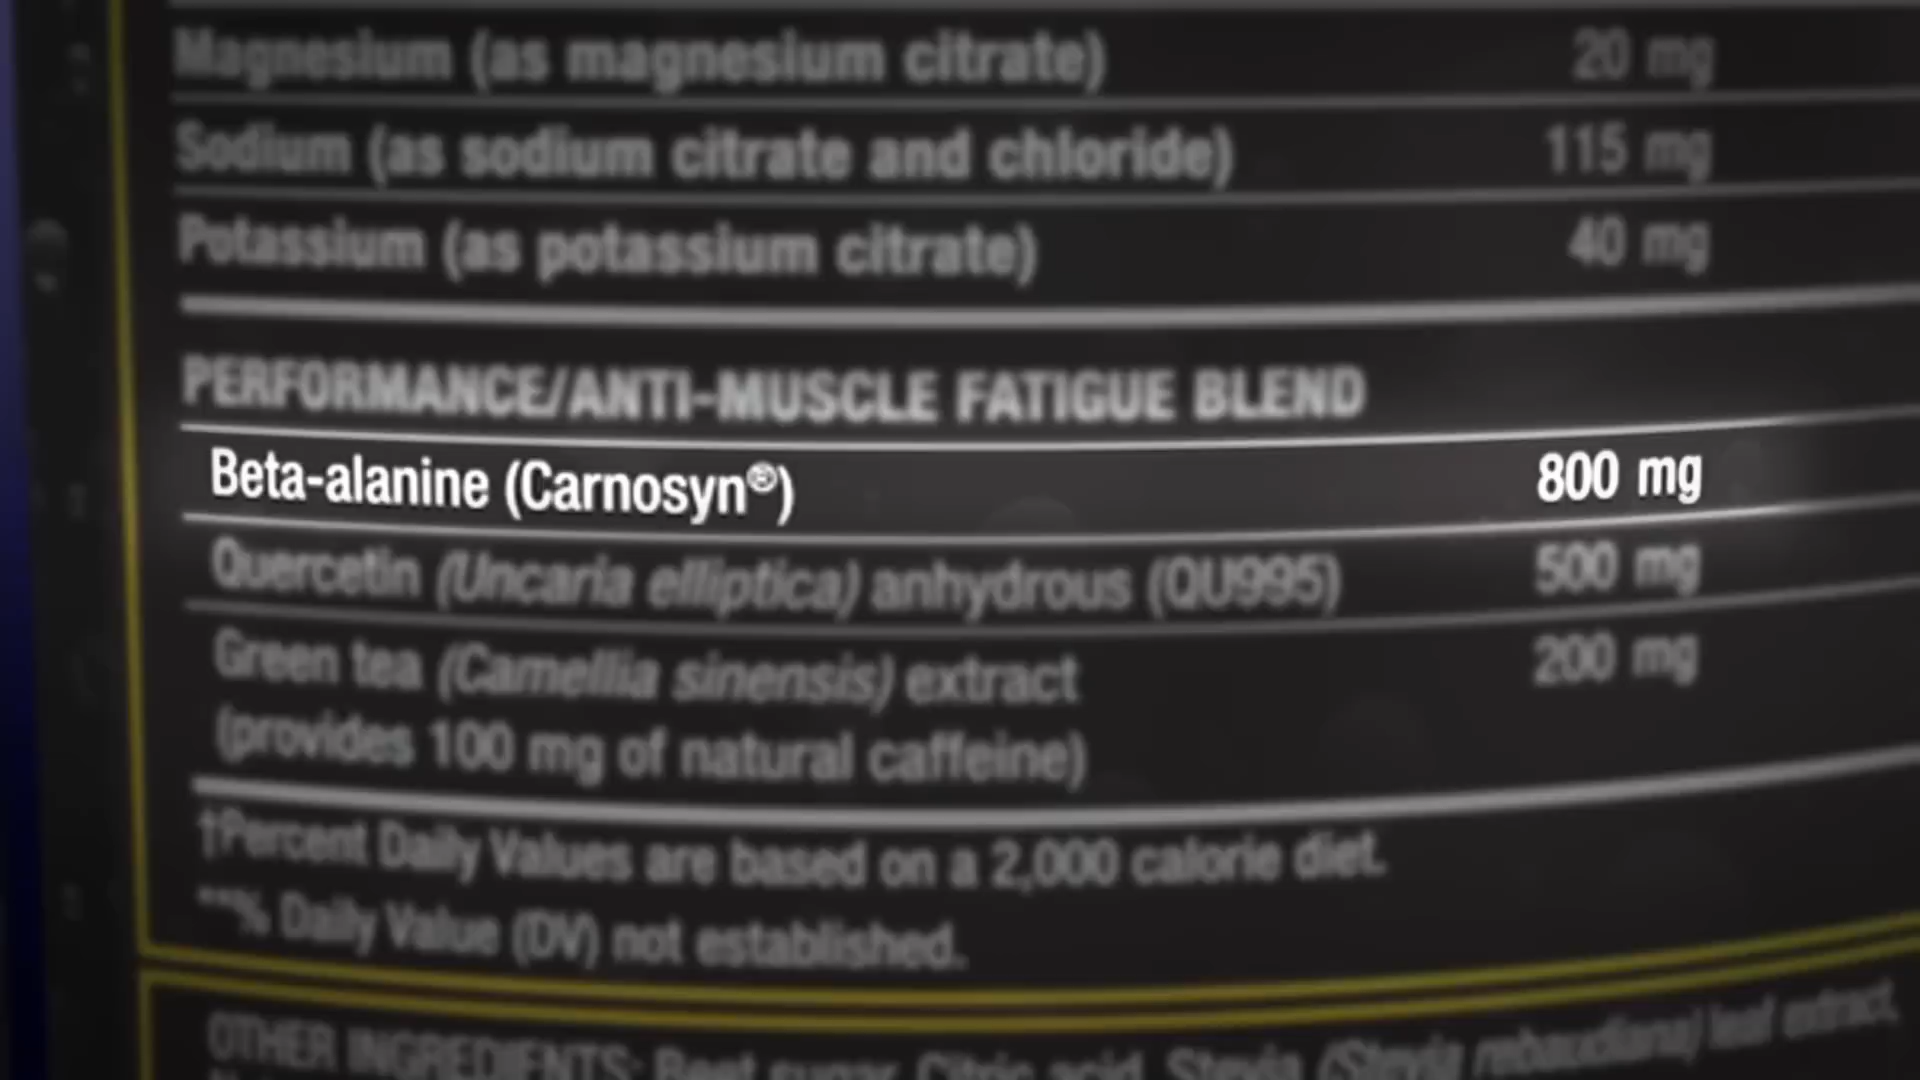 Magnesium (as magnesium citrate) 20 mg
Sodium (as sodium citrate and chloride) 115 mg
Potassium (as potassium citrate) 40 mg
PERFORMANCE/ANTI-MUSCLE FATIGUE BLEND
Beta-alanine (Carnosyn®) 800 mg
Quercetin (Uncaria elliptica) anhydrous (QU995) 500 mg
Green tea (Camellia sinensis) extract 200 mg
(provides 100 mg of natural caffeine)
†Percent Daily Values are based on a 2,000 calorie diet.
**% Daily Value (DV) not established.
OTHER INGREDIENTS: Beet sugar, Citric acid, Stevia (Stevia rebaudiana) leaf extract,